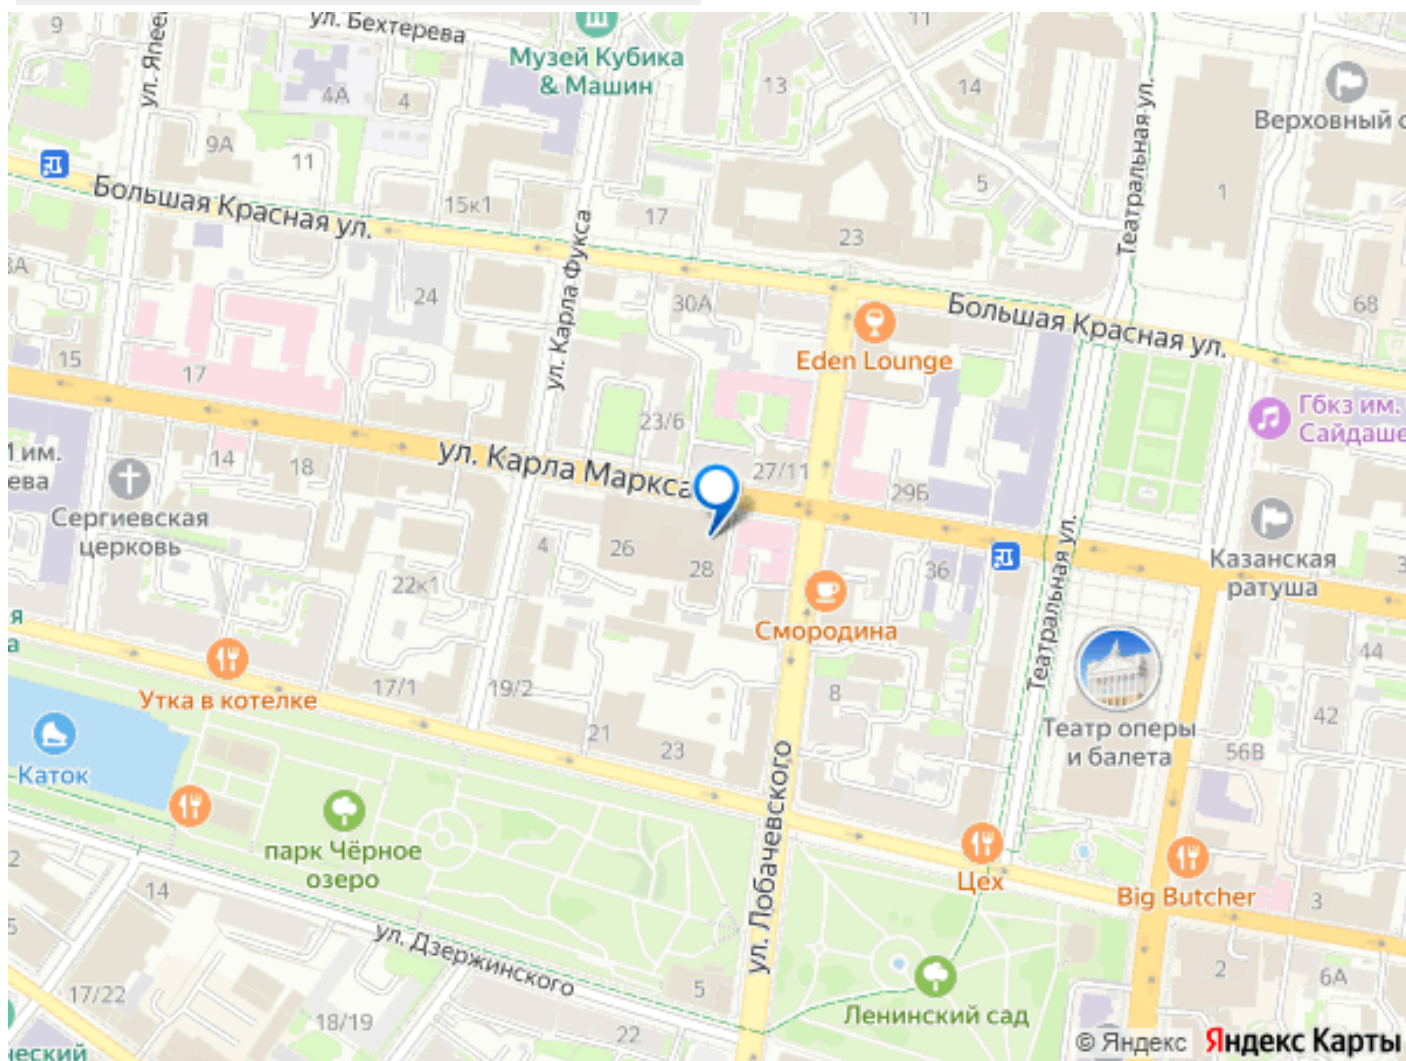 9
ул. Бехтерева
11
Музей Кубика
& Машин
13
14
4А
4
Верховный с
9А
11
5
1
Большая Красная ул.
15к1
17
23
Театральная ул.
ул. Карла Фукса
24
30А
Большая Красная ул.
68
Eden Lounge
15
17
23/6
Гбкз им.
Сайдаше
ул. Карла Маркса
27/11
29Б
им.
ева
14
18
Сергиевская
церковь
4
26
28
36
Казанская
ратуша
22к1
Смородина
Театральная ул.
44
Утка в котелке
17/1
19/2
8
42
21
23
Театр оперы
и балета
56В
Каток
ул. Лобачевского
парк Чёрное
озеро
Цех
14
Big Butcher
3
ул. Дзержинского
2
6А
17/22
5
Ленинский сад
18/19
22
ческий
© Яндекс Яндекс Карты